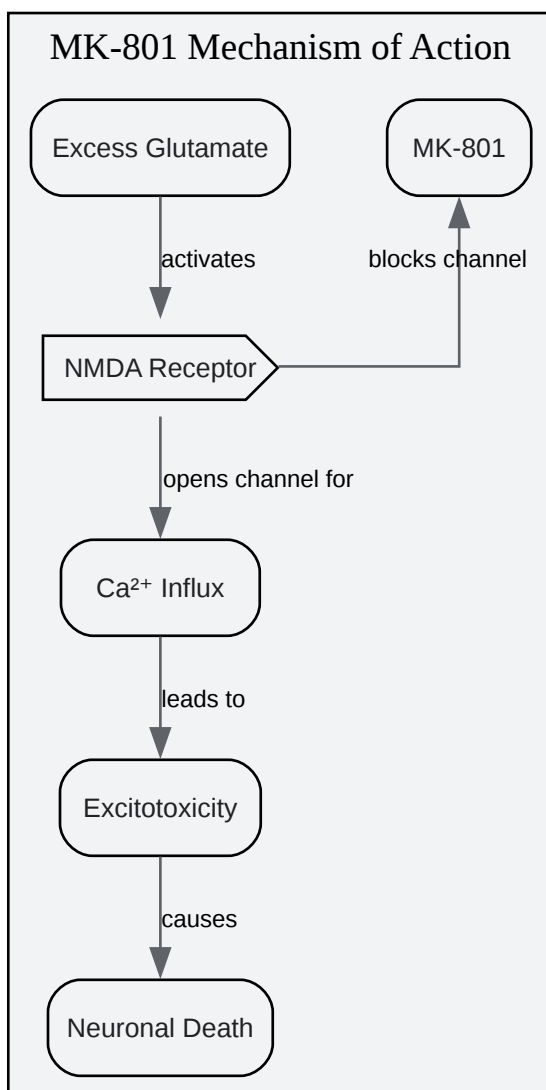 MK-801 Mechanism of Action
Excess Glutamate
MK-801
activates
blocks channel
NMDA Receptor
opens channel for
Ca²⁺ Influx
leads to
Excitotoxicity
causes
Neuronal Death